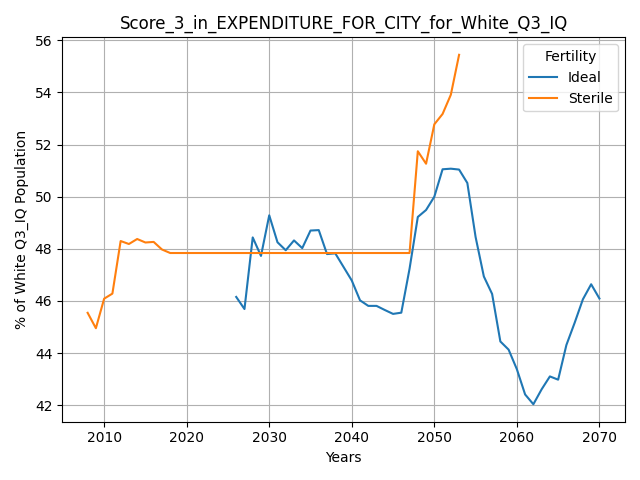 Score_3_in_EXPENDITURE_FOR_CITY_for_White_Q3_IQ
Fertility
Ideal
Sterile
% of White Q3_IQ Population
56
54
52
50
48
46
44
42
2010 2020 2030 2040 2050 2060 2070
Years